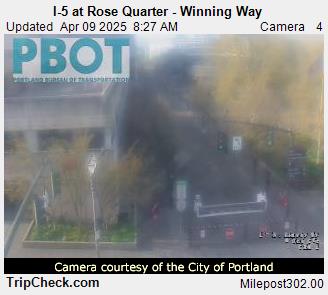 I-5 at Rose Quarter - Winning Way
Updated Apr 09 2025 8:27 AM Camera 4
PBOT
PORTLAND BUREAU OF TRANSPORTATION
Camera courtesy of the City of Portland
TripCheck.com Milepost302.00